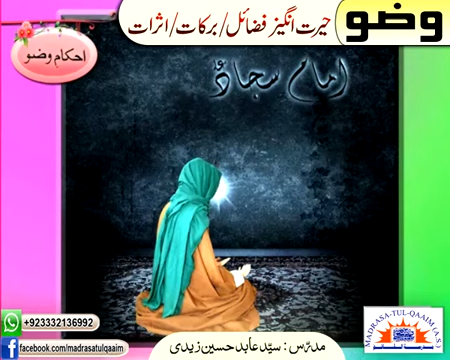 وضو
حیرت انگیز فضائل/برکات/اثرات
احکام وضو
امام سجادؑ
+923332136992
facebook.com/madrasatulqaaim
مدرّس: سیّد عابد حسین زیدی
MADRASA-TUL-QAAIM(A.S.)